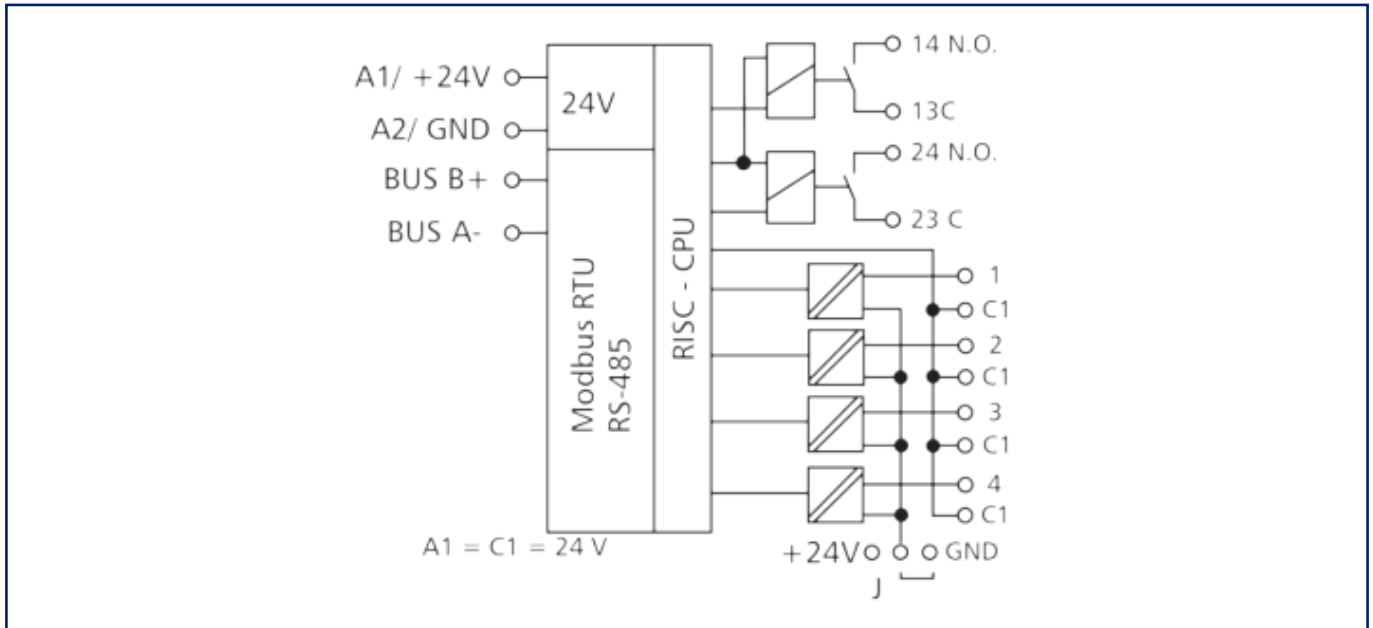 A1/ +24V
A2/ GND
BUS B+
BUS A-
24V
Modbus RTU
RS-485
RISC - CPU
14 N.O.
13C
24 N.O.
23 C
1
C1
2
C1
3
C1
4
C1
A1 = C1 = 24 V
+24V
GND
J